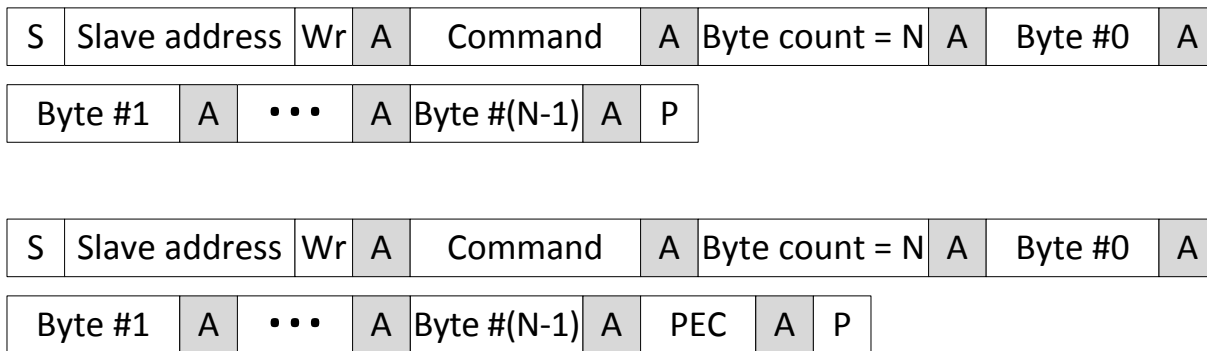 S Slave address Wr A Command A Byte count = N A Byte #0 A
Byte #1 A ••• A Byte #(N-1) A P
S Slave address Wr A Command A Byte count = N A Byte #0 A
Byte #1 A ••• A Byte #(N-1) A PEC A P